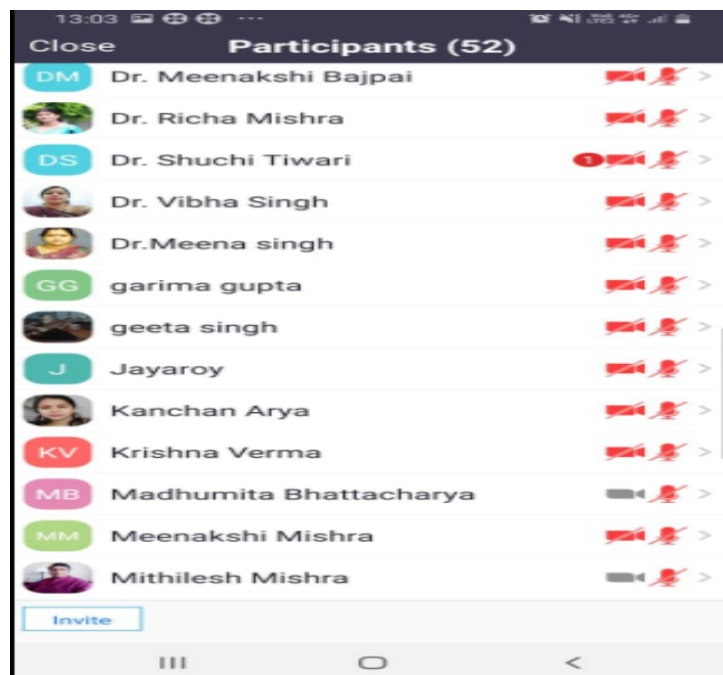 13:03
Close Participants (52)
DM Dr. Meenakshi Bajpai
Dr. Richa Mishra
DS Dr. Shuchi Tiwari 1
Dr. Vibha Singh
Dr.Meena singh
GG garima gupta
geeta singh
J Jayaroy
Kanchan Arya
KV Krishna Verma
MB Madhumita Bhattacharya
MM Meenakshi Mishra
Mithilesh Mishra
Invite